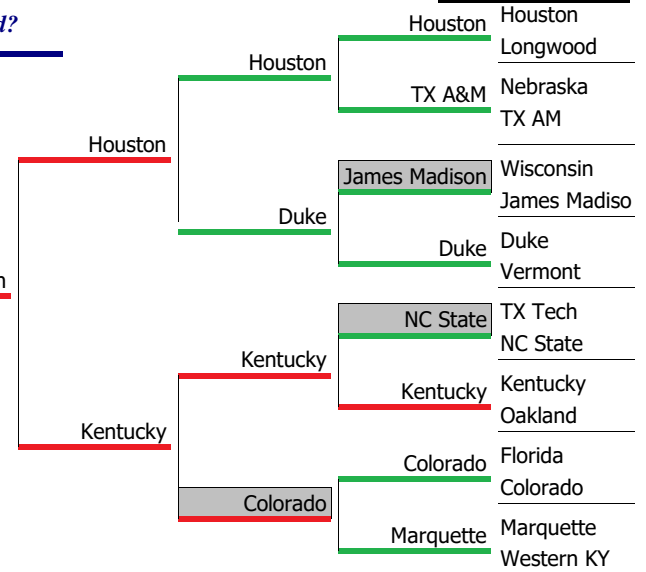 d?
Houston
Houston
Longwood
Houston
TX A&M
Nebraska
TX AM
Houston
James Madison
Wisconsin
James Madiso
Duke
Duke
Duke
Vermont
n
NC State
TX Tech
NC State
Kentucky
Kentucky
Kentucky
Oakland
Kentucky
Colorado
Florida
Colorado
Colorado
Marquette
Marquette
Western KY